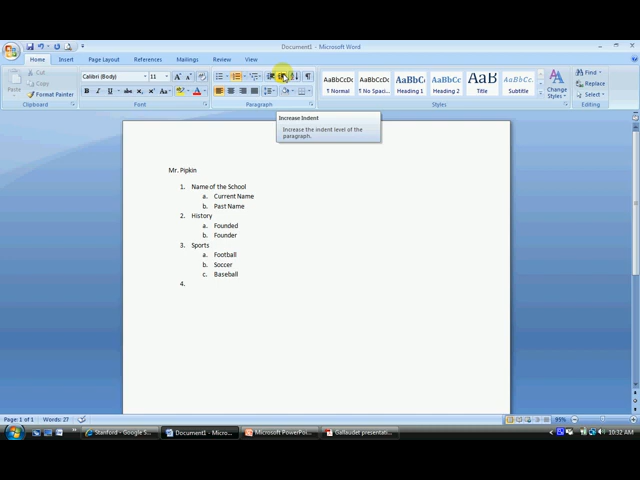 Document1 - Microsoft Word
Home Insert Page Layout References Mailings Review View
Paste
Cut
Copy
Format Painter
Clipboard
Calibri (Body) 11
B I U abc x₂ x² Aa
Font
Paragraph
AaBbCcDc AaBbCcDc AaBbCc AaBbCc AaB AaBbCc.
¶ Normal ¶ No Spaci... Heading 1 Heading 2 Title Subtitle
Change Styles
Styles
Find
Replace
Select
Editing
Increase Indent
Increase the indent level of the
paragraph.
Mr. Pipkin
1. Name of the School
a. Current Name
b. Past Name
2. History
a. Founded
b. Founder
3. Sports
a. Football
b. Soccer
c. Baseball
4.
Page: 1 of 1 Words: 27 95%
Stanford - Google S... Document1 - Micro... Microsoft PowerPoi... Gallaudet presentati... 10:32 AM